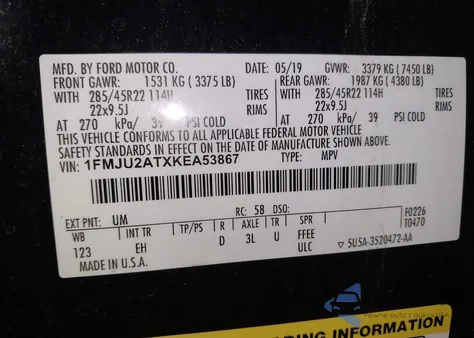 MFD. BY FORD MOTOR CO. 05/19 GVWR: 3379 KG (7450 LB)
FRONT GAWR: 1531 KG (3375 LB) REAR GAWR: 1987 KG (4380 LB)
WITH 285/45R22 114H TIRES WITH 285/45R22 114H TIRES
22x9.5J RIMS 22x9.5J RIMS
AT 270 kPa/ 39 PSI COLD AT 270 kPa/ 39 PSI COLD
THIS VEHICLE CONFORMS TO ALL APPLICABLE FEDERAL MOTOR VEHICLE
SAFETY STANDARDS IN EFFECT ON THE DATE OF MANUFACTURE SHOWN ABOVE.
VIN: 1FMJU2ATXKEA53867 TYPE: MPV
EXT PNT: UM RC: 58 DSO: F0226
WB INT TR TP/PS R AXLE TR SPR T0470
123 EH D 3L U FFEE
ULC 5U5A-3520472-AA
MADE IN U.S.A.
LOADING INFORMATION